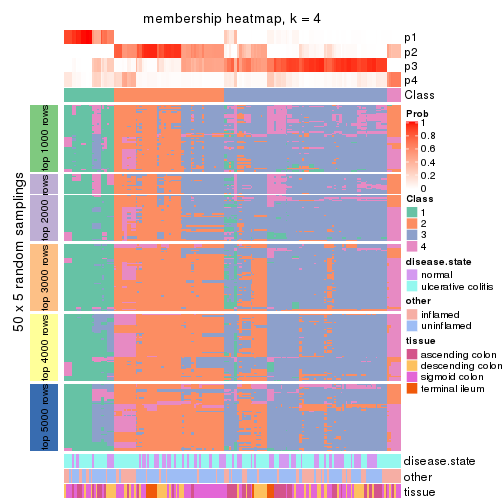 membership heatmap, k = 4
p1
p2
p3
p4
Class
50 x 5 random samplings
top 1000 rows
top 2000 rows
top 3000 rows
top 4000 rows
top 5000 rows
Prob
1
0.8
0.6
0.4
0.2
0
Class
1
2
3
4
disease.state
normal
ulcerative colitis
other
inflamed
uninflamed
tissue
ascending colon
descending colon
sigmoid colon
terminal ileum
disease.state
other
tissue